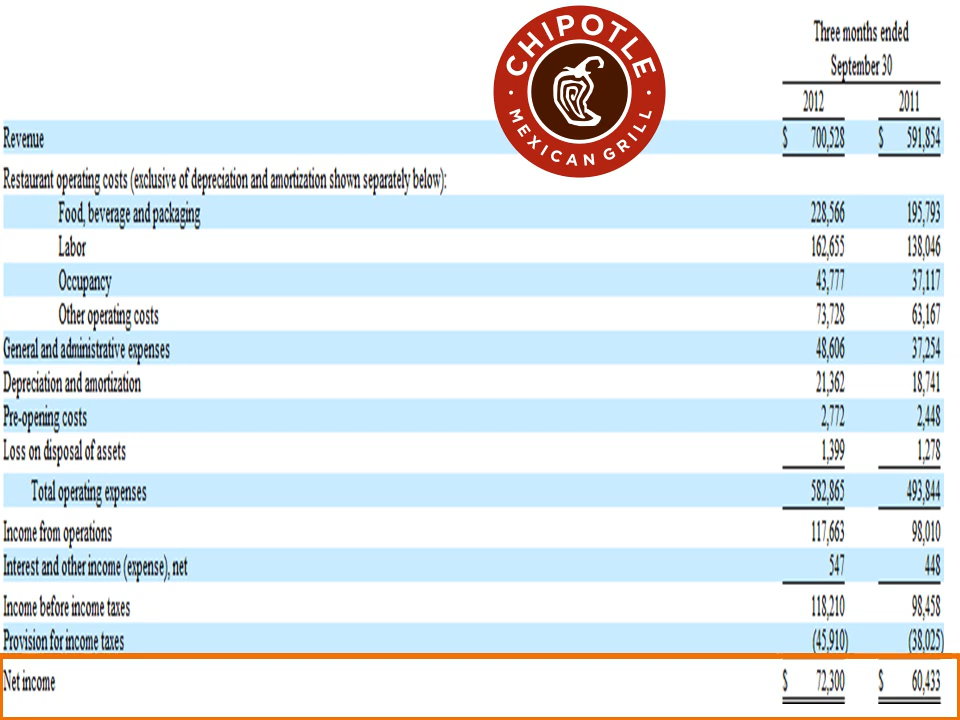 CHIPOTLE
MEXICAN GRILL
Three months ended
September 30
2012 2011
Revenue $ 700,528 $ 591,854
Restaurant operating costs (exclusive of depreciation and amortization shown separately below):
Food, beverage and packaging 228,566 195,793
Labor 162,655 138,046
Occupancy 43,777 37,117
Other operating costs 73,728 63,167
General and administrative expenses 48,606 37,254
Depreciation and amortization 21,362 18,741
Pre-opening costs 2,772 2,448
Loss on disposal of assets 1,399 1,278
Total operating expenses 582,865 493,844
Income from operations 117,663 98,010
Interest and other income (expense), net 547 448
Income before income taxes 118,210 98,458
Provision for income taxes (45,910) (38,025)
Net income $ 72,300 $ 60,433